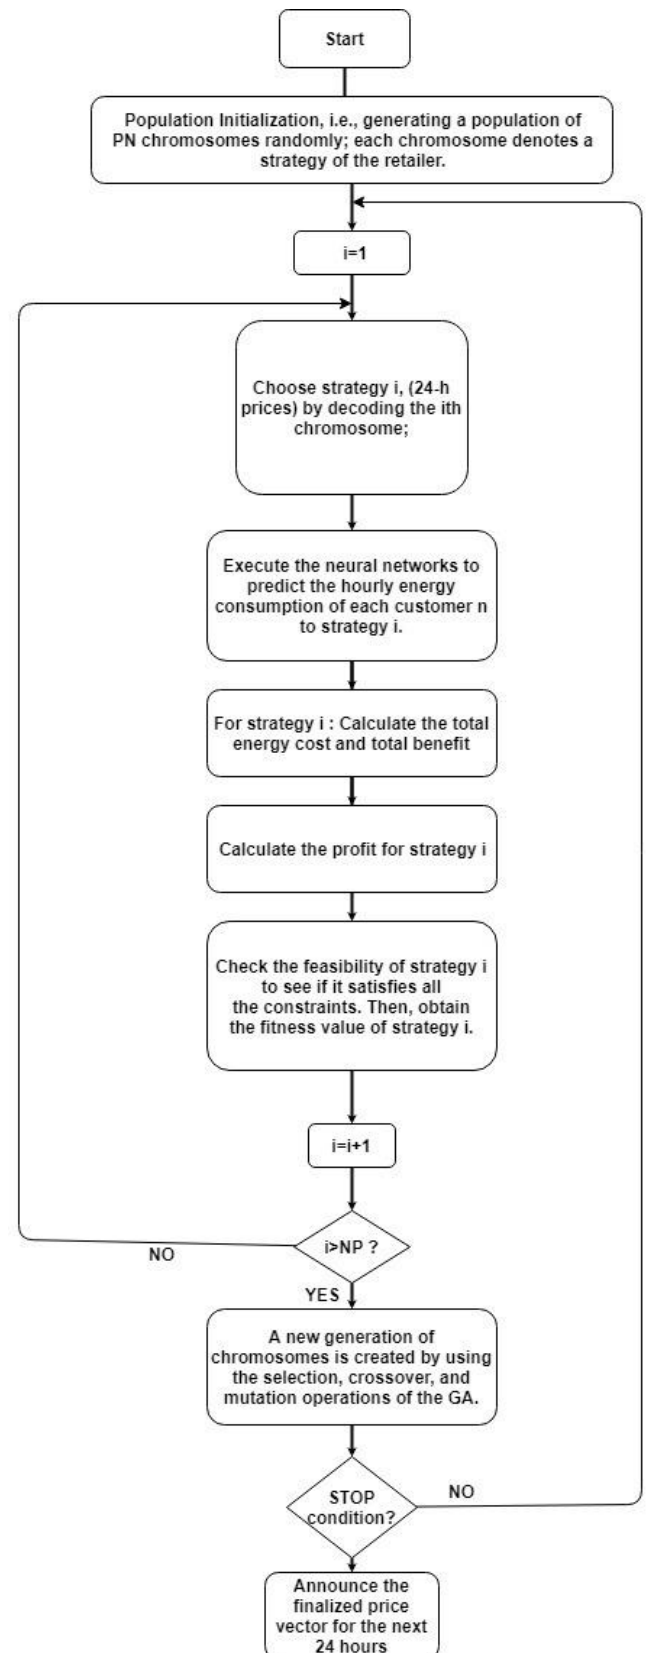 Start
Population Initialization, i.e., generating a population of
PN chromosomes randomly; each chromosome denotes a
strategy of the retailer.
i=1
Choose strategy i, (24-h
prices) by decoding the ith
chromosome;
Execute the neural networks to
predict the hourly energy
consumption of each customer n
to strategy i.
For strategy i : Calculate the total
energy cost and total benefit
Calculate the profit for strategy i
Check the feasibility of strategy i
to see if it satisfies all
the constraints. Then, obtain
the fitness value of strategy i.
i=i+1
i>NP ?
NO
YES
A new generation of
chromosomes is created by using
the selection, crossover, and
mutation operations of the GA.
STOP
condition?
NO
Announce the
finalized price
vector for the next
24 hours